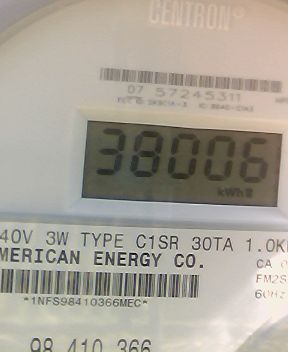 CENTRON®
07 57245311
38006
kWh
40V 3W TYPE C1SR 30TA 1.0K
MERICAN ENERGY CO.
CA
FM2S
60Hz
*1NFS98410366MEC*
98 410 366